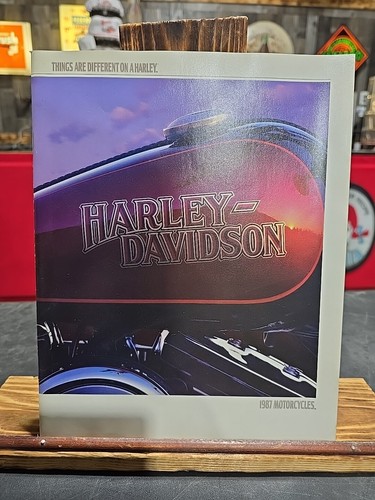 THINGS ARE DIFFERENT ON A HARLEY.
HARLEY-
DAVIDSON
1987 MOTORCYCLES.